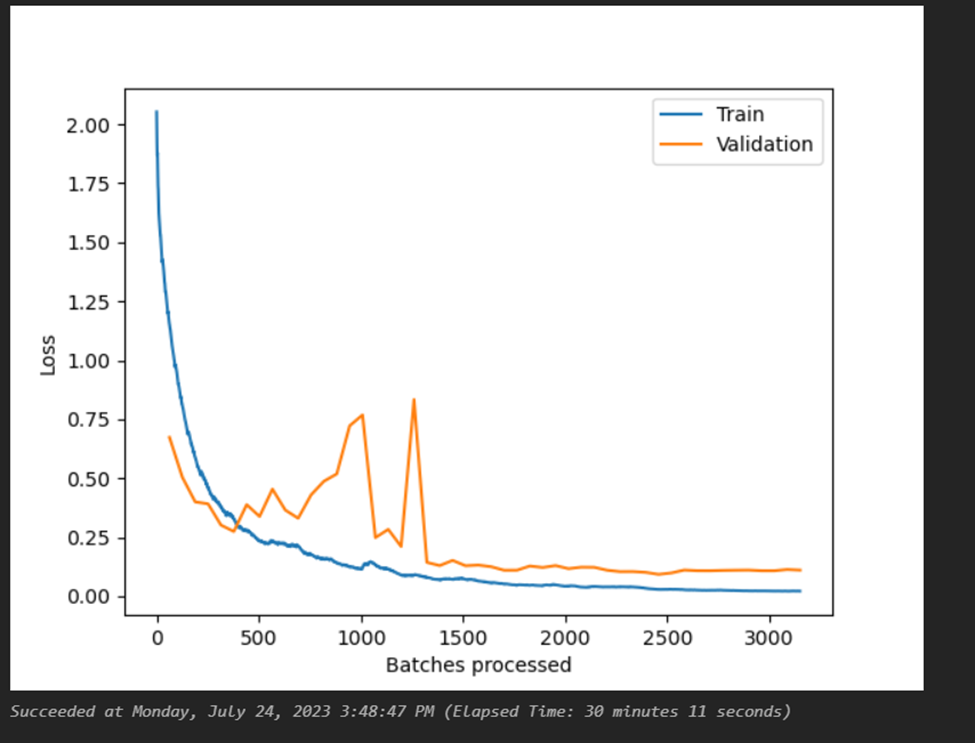 Train
Validation
2.00
1.75
1.50
1.25
1.00
0.75
0.50
0.25
0.00
Loss
0 500 1000 1500 2000 2500 3000
Batches processed
Succeeded at Monday, July 24, 2023 3:48:47 PM (Elapsed Time: 30 minutes 11 seconds)